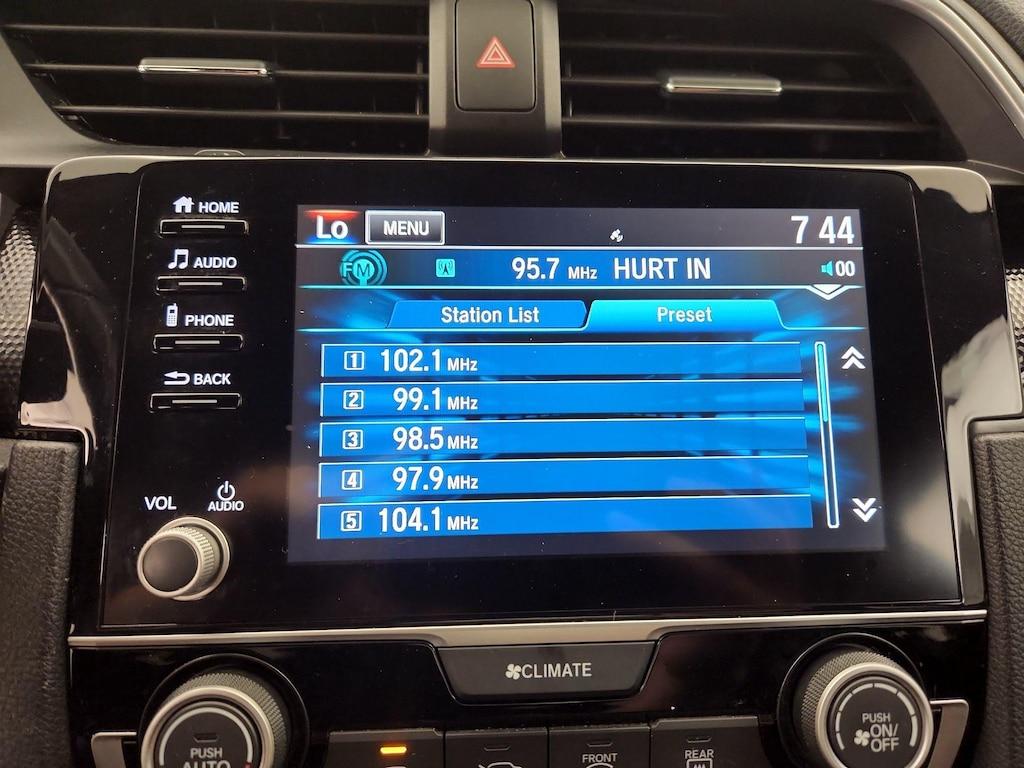 HOME
AUDIO
PHONE
BACK
VOL
AUDIO
Lo MENU 7 44
FM 95.7 MHz HURT IN 00
Station List Preset
1 102.1 MHz
2 99.1 MHz
3 98.5 MHz
4 97.9 MHz
5 104.1 MHz
CLIMATE
PUSH
AUTO
FRONT
REAR
PUSH
ON/
OFF